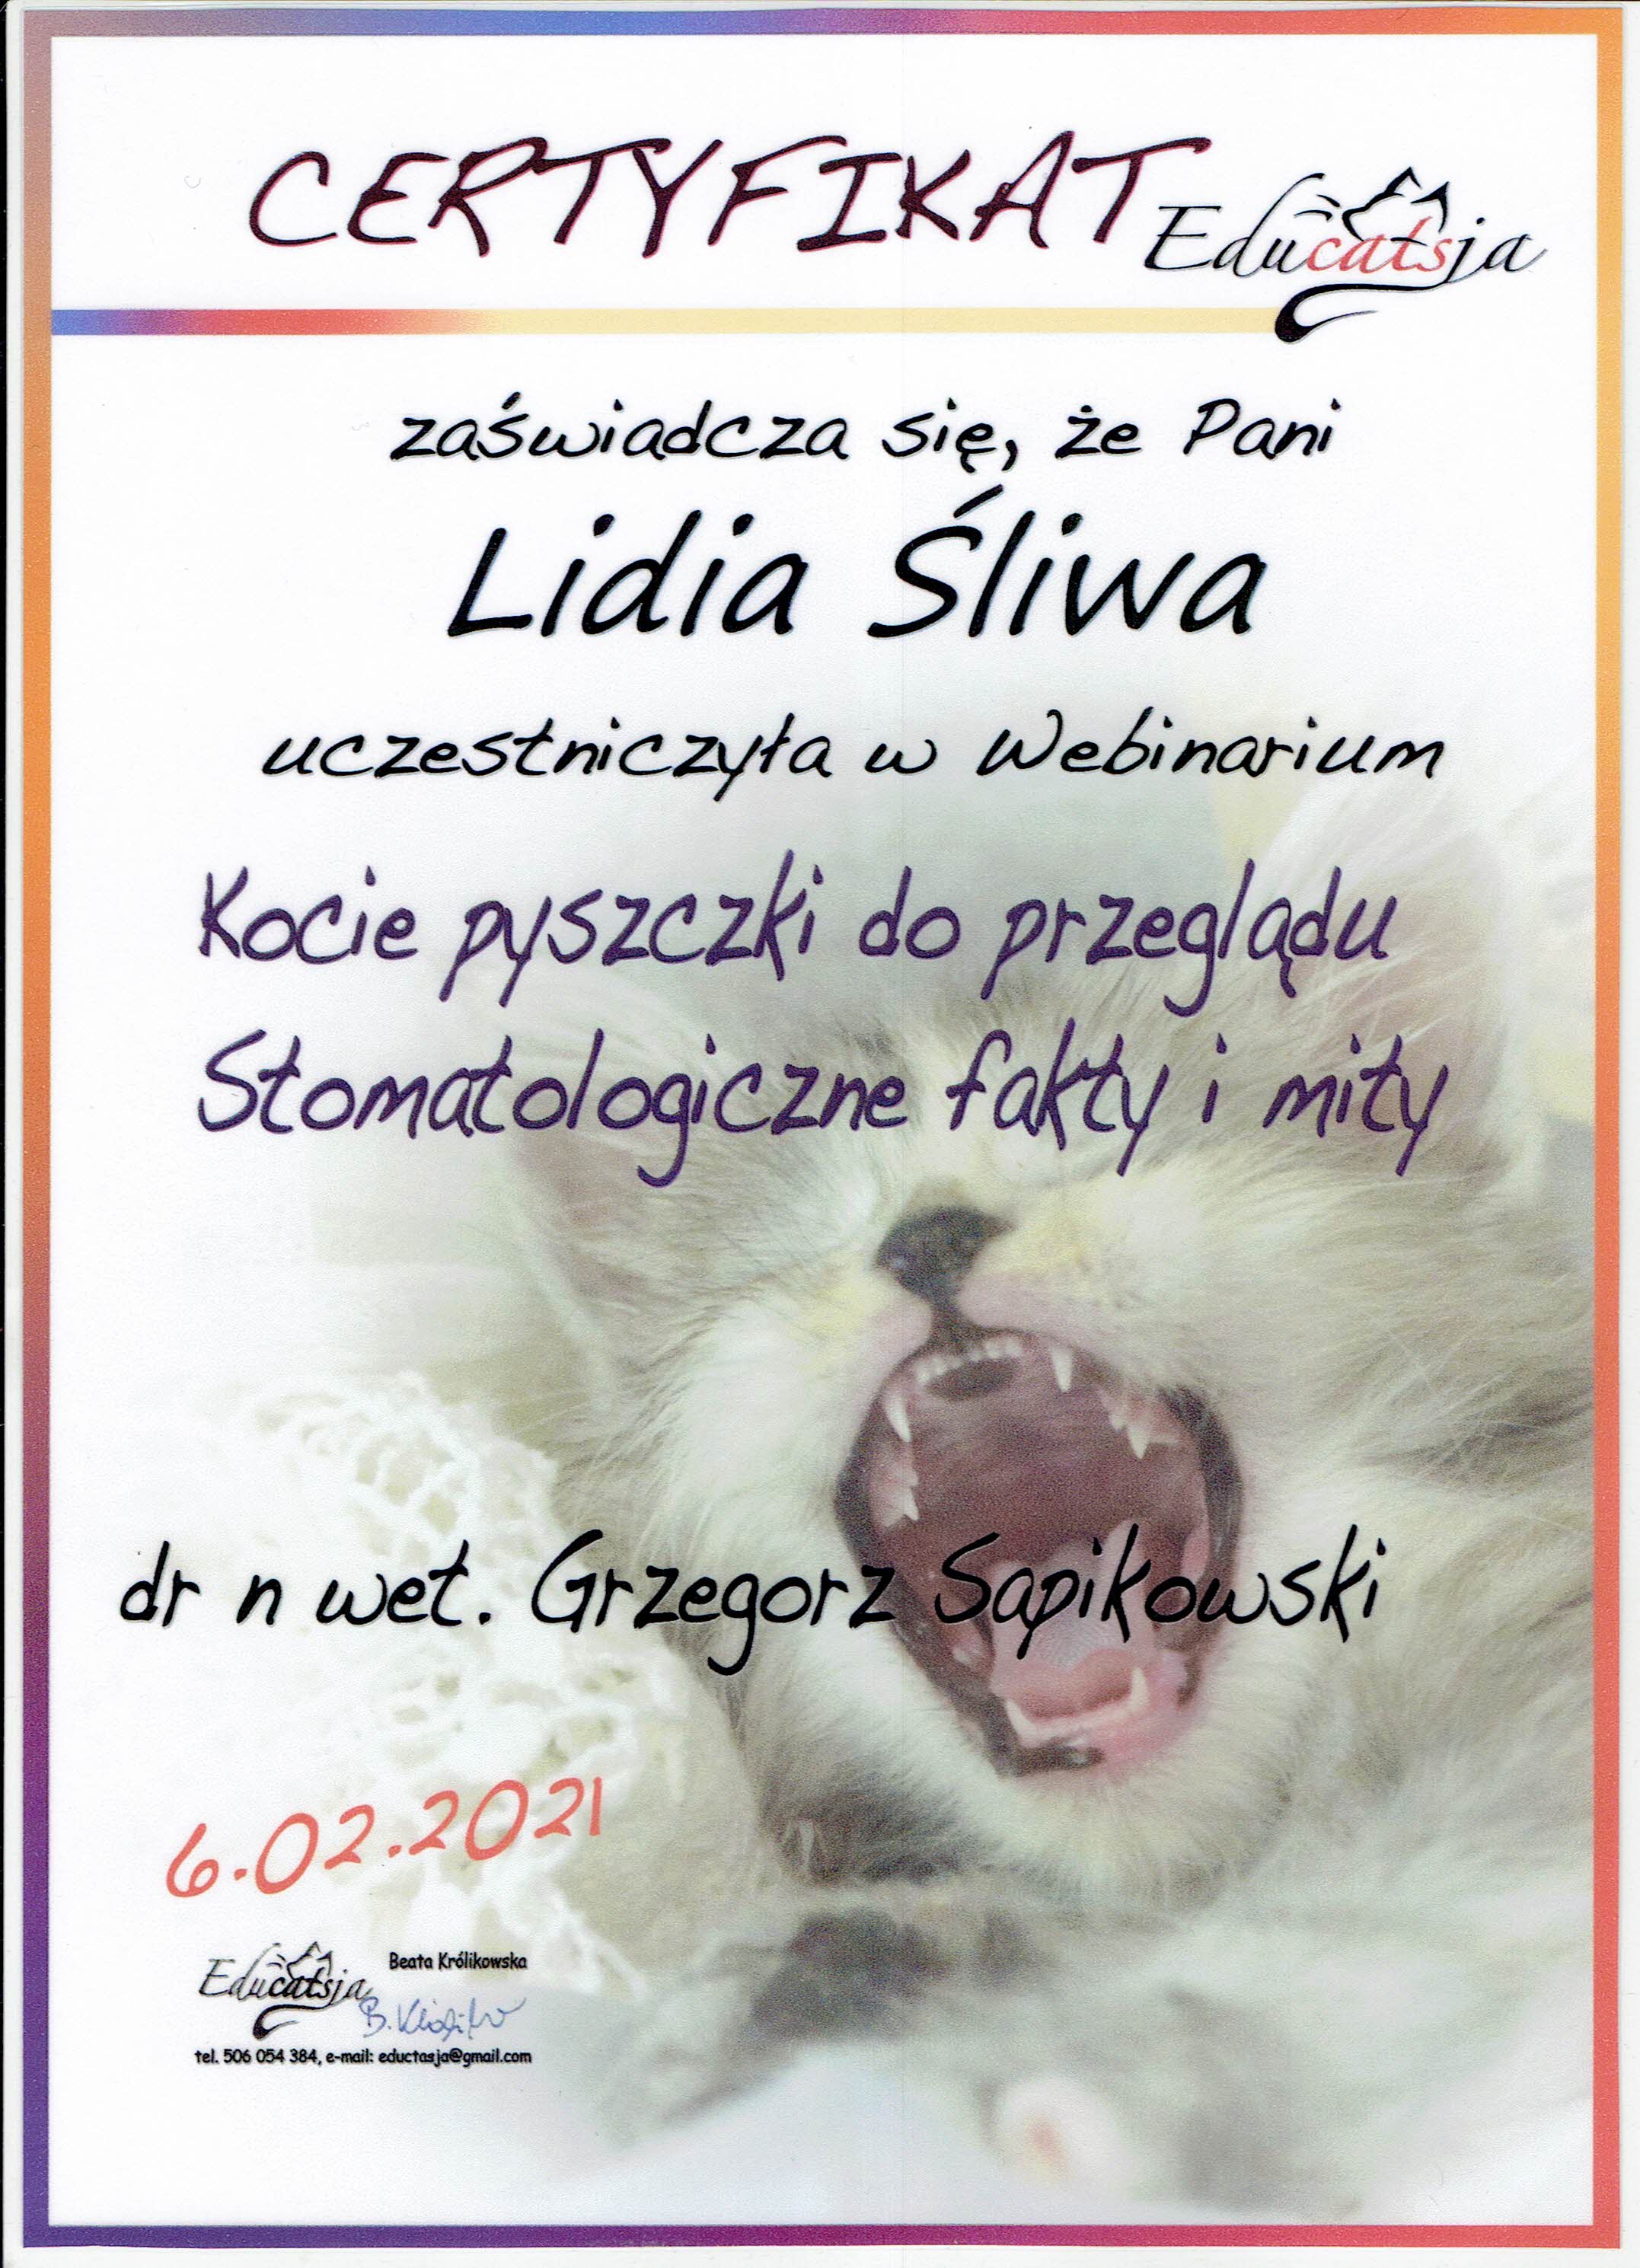 CERTYFIKAT
Educatsja
zaświadcza się, że Pani
Lidia Śliwa
uczestniczyła w Webinarium
Kocie pyszczki do przeglądu
Stomatologiczne fakty i mity
dr n wet. Grzegorz Sapikowski
6.02.2021
Educatsja
Beata Królikowska
tel. 506 054 384, e-mail: eductasja@gmail.com